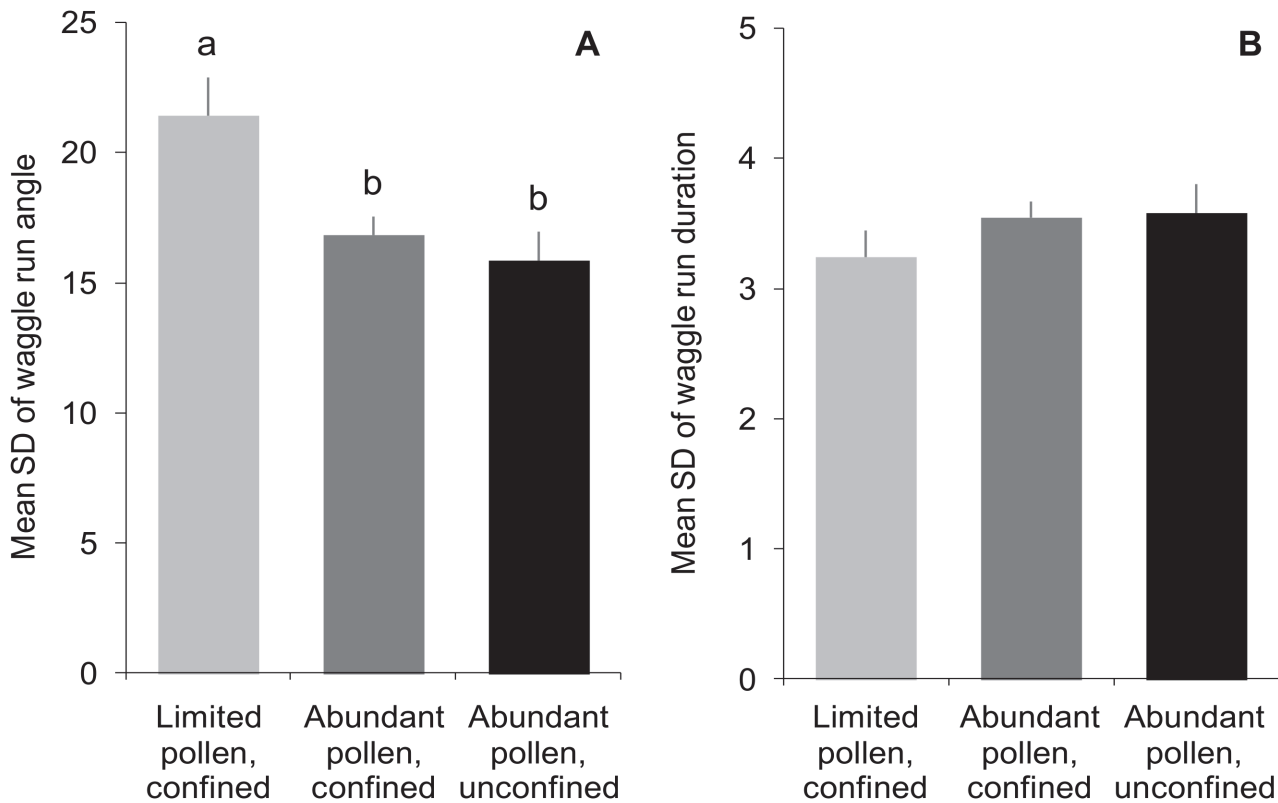 Mean SD of waggle run angle
25
20
15
10
5
0
a
b
b
A
Limited
pollen,
confined
Abundant
pollen,
confined
Abundant
pollen,
unconfined
Mean SD of waggle run duration
5
4
3
2
1
0
B
Limited
pollen,
confined
Abundant
pollen,
confined
Abundant
pollen,
unconfined